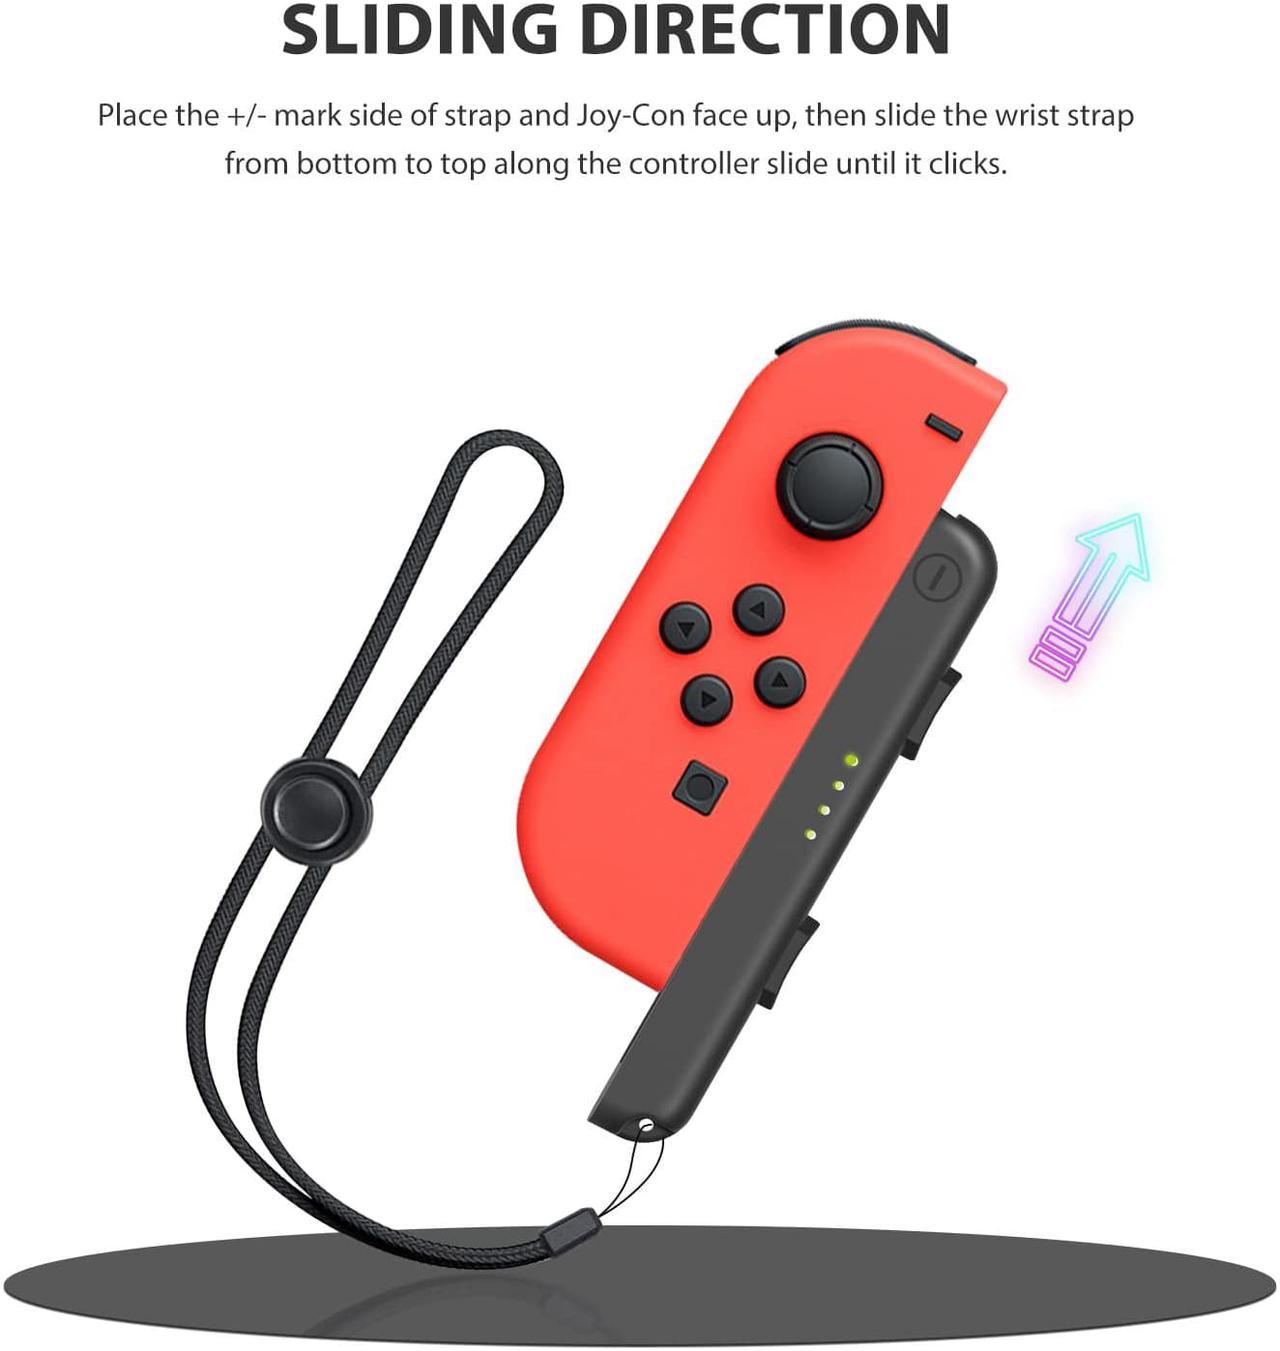 SLIDING DIRECTION
Place the +/- mark side of strap and Joy-Con face up, then slide the wrist strap
from bottom to top along the controller slide until it clicks.